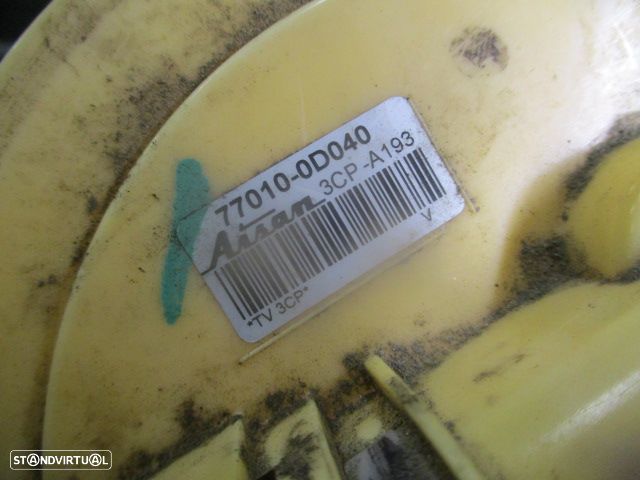 77010-0D040
Aisan 3CP-A193
*TV 3CP*
V
STANDVIRTUAL